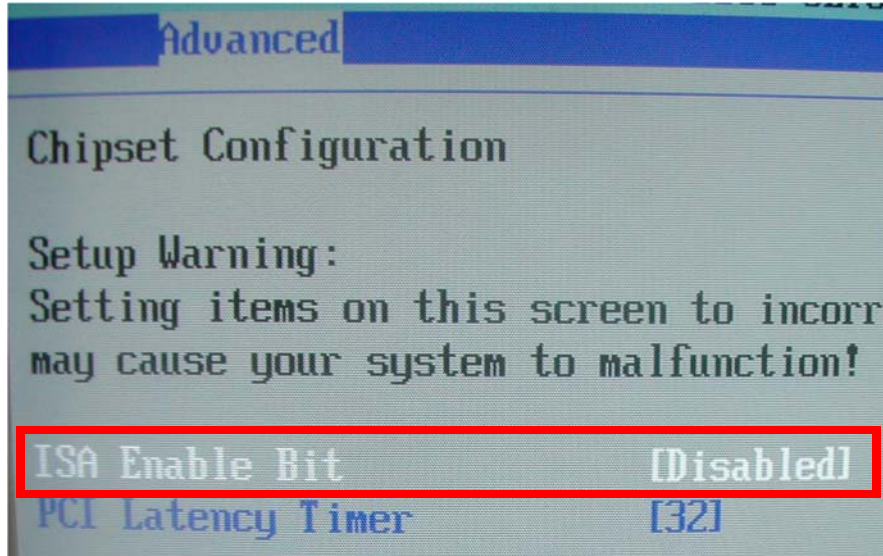 Advanced
Chipset Configuration
Setup Warning:
Setting items on this screen to incorr
may cause your system to malfunction!
ISA Enable Bit [Disabled]
PCI Latency Timer [32]